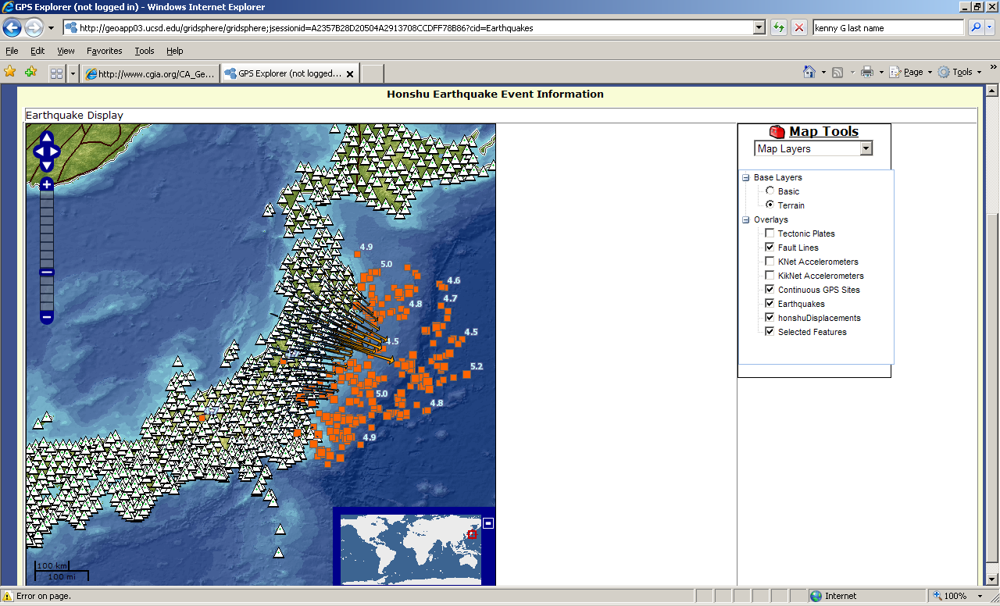 GPS Explorer (not logged in) - Windows Internet Explorer
http://geoapp03.ucsd.edu/gridsphere/gridsphere;jsessionid=A2357B28D20504A2913708CCDFF78B86?cid=Earthquakes
kenny G last name
File Edit View Favorites Tools Help
http://www.cgia.org/CA_Ge...
GPS Explorer (not logged...
Page Tools
Honshu Earthquake Event Information
Earthquake Display
Map Tools
Map Layers
Base Layers
Basic
Terrain
Overlays
Tectonic Plates
Fault Lines
KNet Accelerometers
KikNet Accelerometers
Continuous GPS Sites
Earthquakes
honshuDisplacements
Selected Features
4.9
5.0
4.6
4.7
4.8
4.5
4.5
5.2
5.0
4.8
4.9
100 km
100 mi
Error on page.
Internet
100%